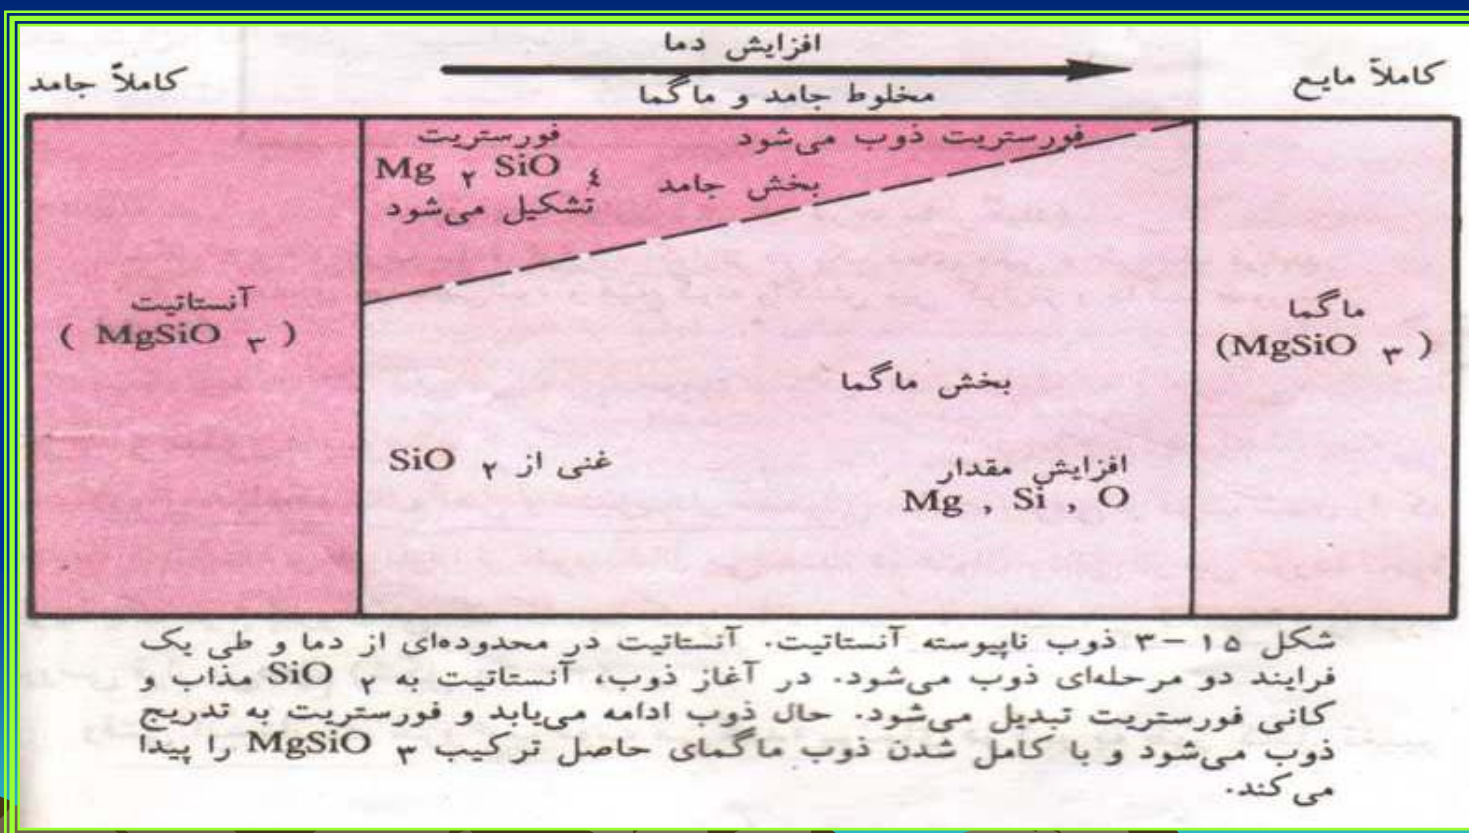 افزایش دما
کاملاً جامد
کاملاً مایع
مخلوط جامد و ماگما
فورستریت
Mg ۲ SiO ۴
تشکیل می‌شود
فورستریت ذوب می‌شود
بخش جامد
آنستاتیت
( MgSiO ۳ )
ماگما
(MgSiO ۳ )
بخش ماگما
غنی از SiO ۲
افزایش مقدار
Mg , Si , O
شکل ۱۵ – ۳ ذوب ناپیوسته آنستاتیت. آنستاتیت در محدوده‌ای از دما و طی یک
فرایند دو مرحله‌ای ذوب می‌شود. در آغاز ذوب، آنستاتیت به SiO ۲ مذاب و
کانی فورستریت تبدیل می‌شود. حال ذوب ادامه می‌یابد و فورستریت به تدریج
ذوب می‌شود و با کامل شدن ذوب ماگمای حاصل ترکیب MgSiO ۳ را پیدا
می کند.